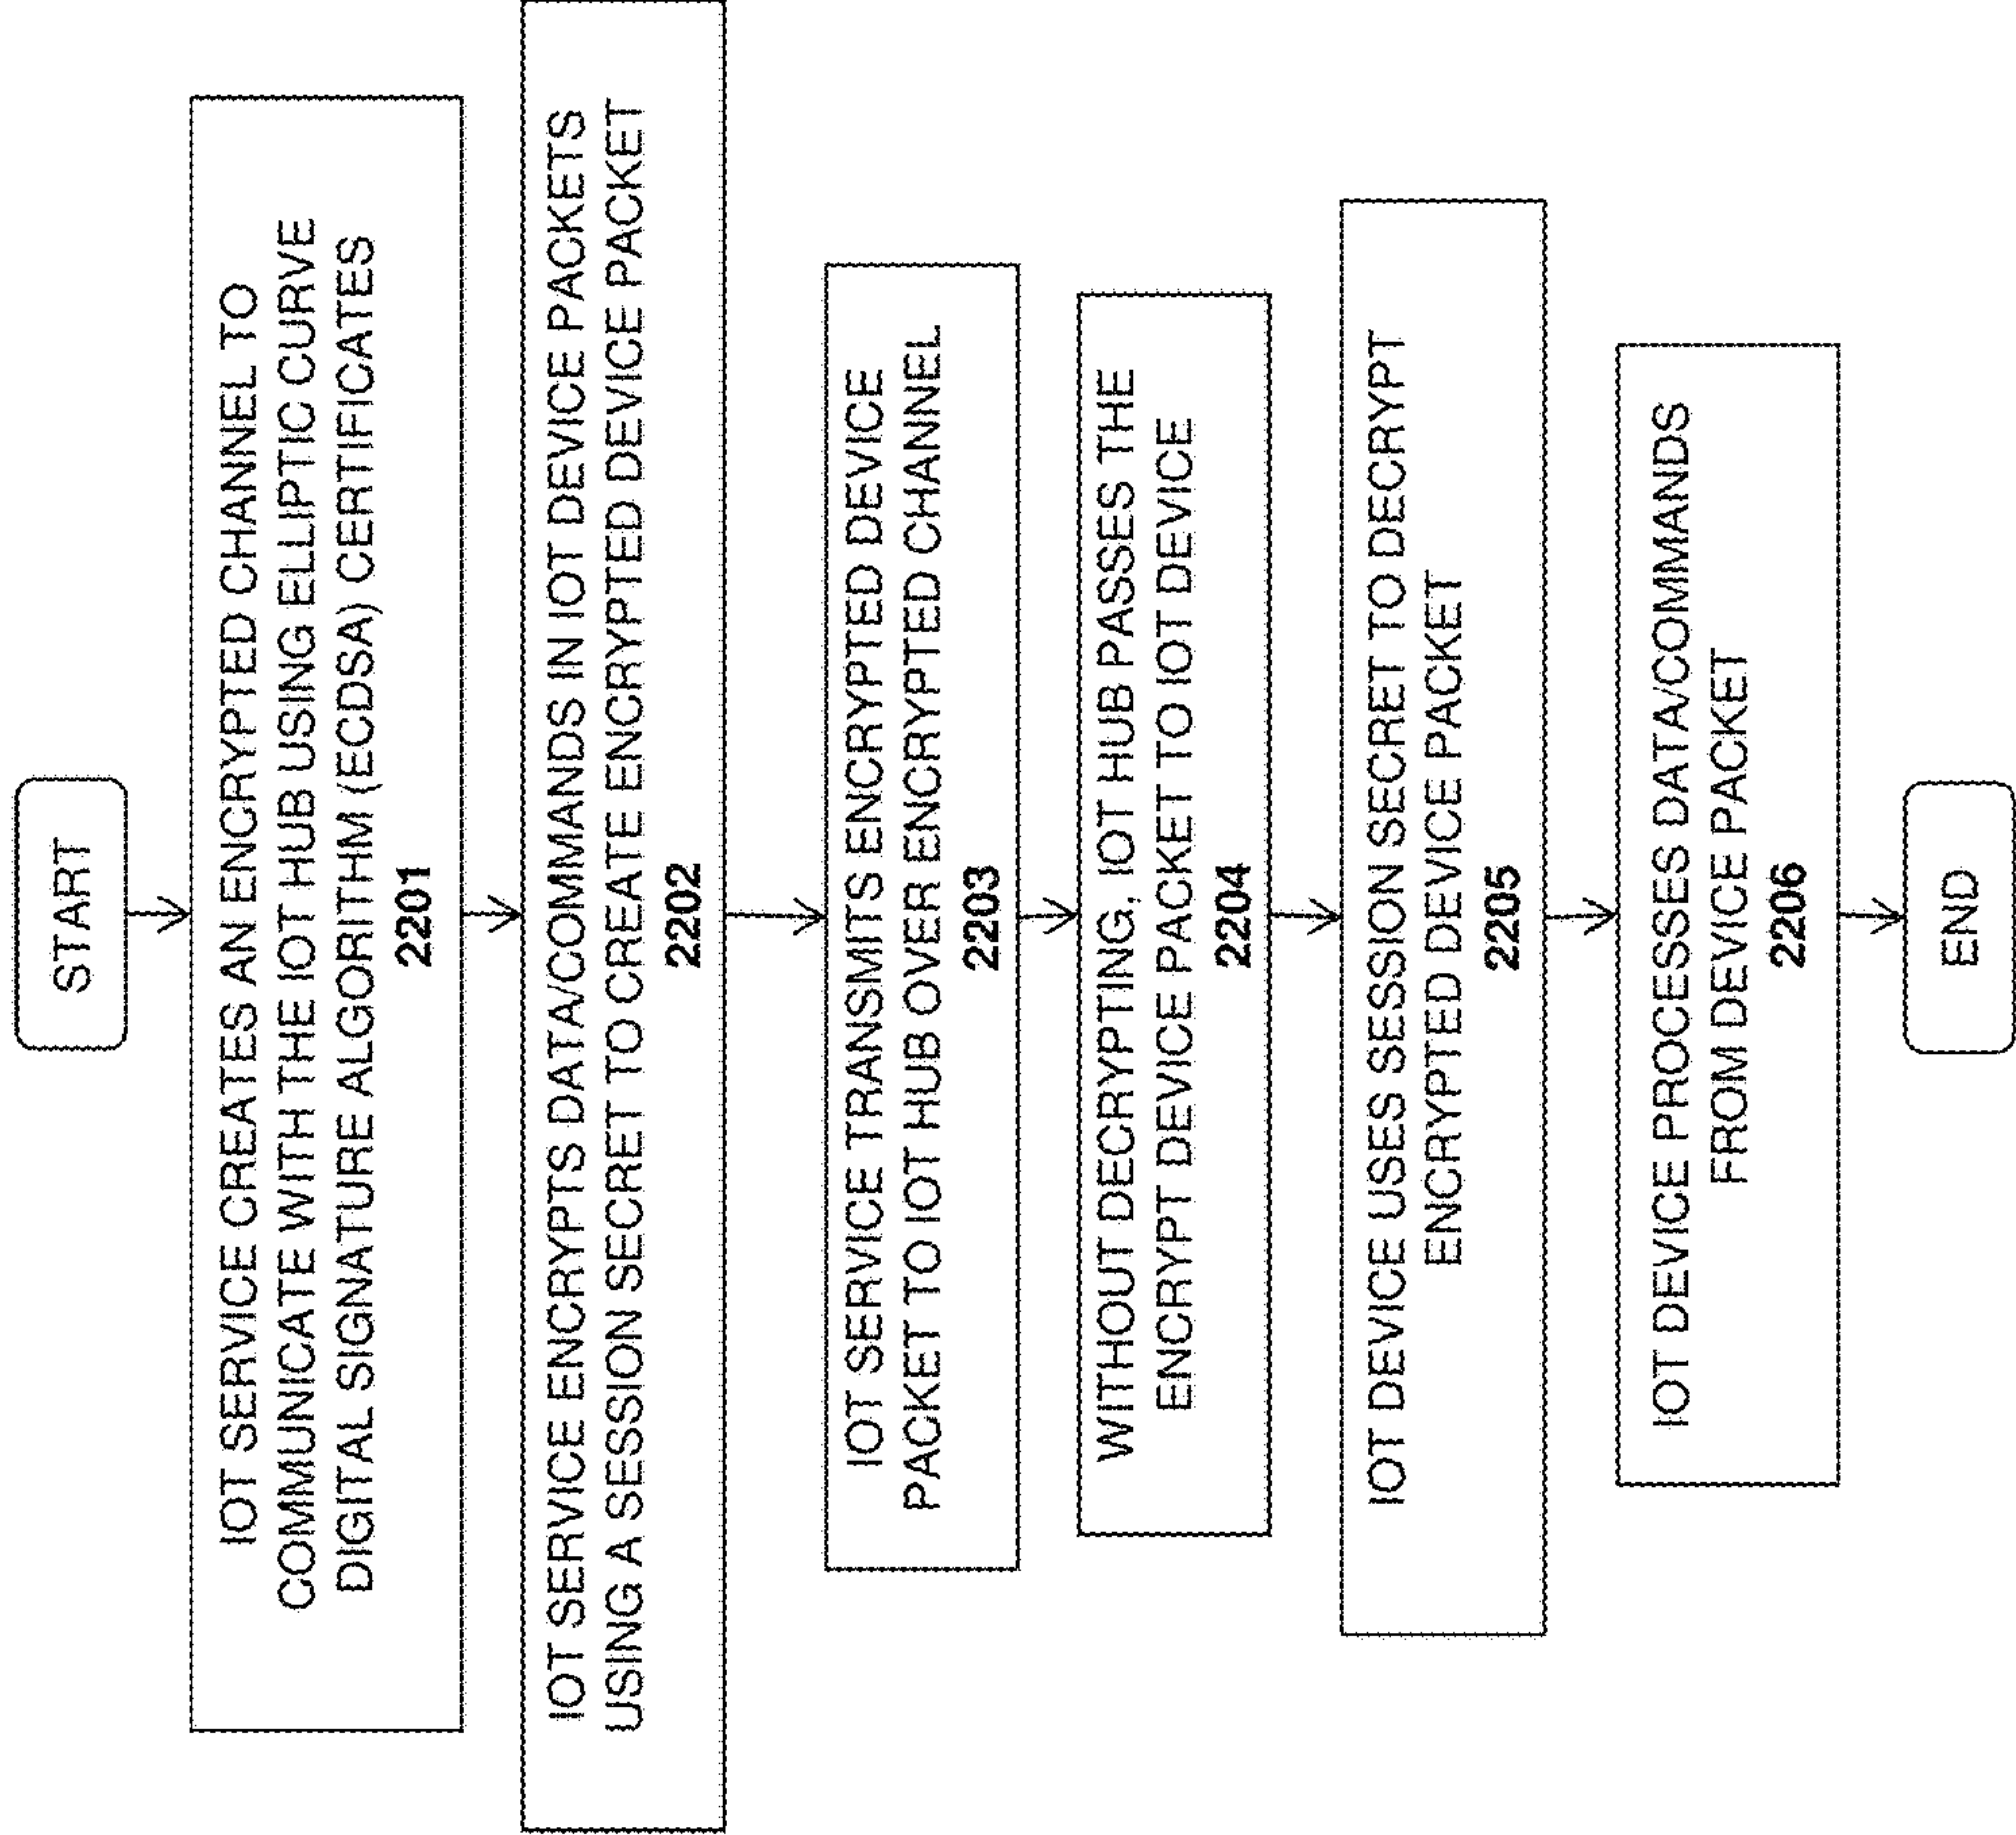 START
IOT SERVICE CREATES AN ENCRYPTED CHANNEL TO
COMMUNICATE WITH THE IOT HUB USING ELLIPTIC CURVE
DIGITAL SIGNATURE ALGORITHM (ECDSA) CERTIFICATES
2201
IOT SERVICE ENCRYPTS DATA/COMMANDS IN IOT DEVICE PACKETS
USING A SESSION SECRET TO CREATE ENCRYPTED DEVICE PACKET
2202
IOT SERVICE TRANSMITS ENCRYPTED DEVICE
PACKET TO IOT HUB OVER ENCRYPTED CHANNEL
2203
WITHOUT DECRYPTING, IOT HUB PASSES THE
ENCRYPT DEVICE PACKET TO IOT DEVICE
2204
IOT DEVICE USES SESSION SECRET TO DECRYPT
ENCRYPTED DEVICE PACKET
2205
IOT DEVICE PROCESSES DATA/COMMANDS
FROM DEVICE PACKET
2206
END